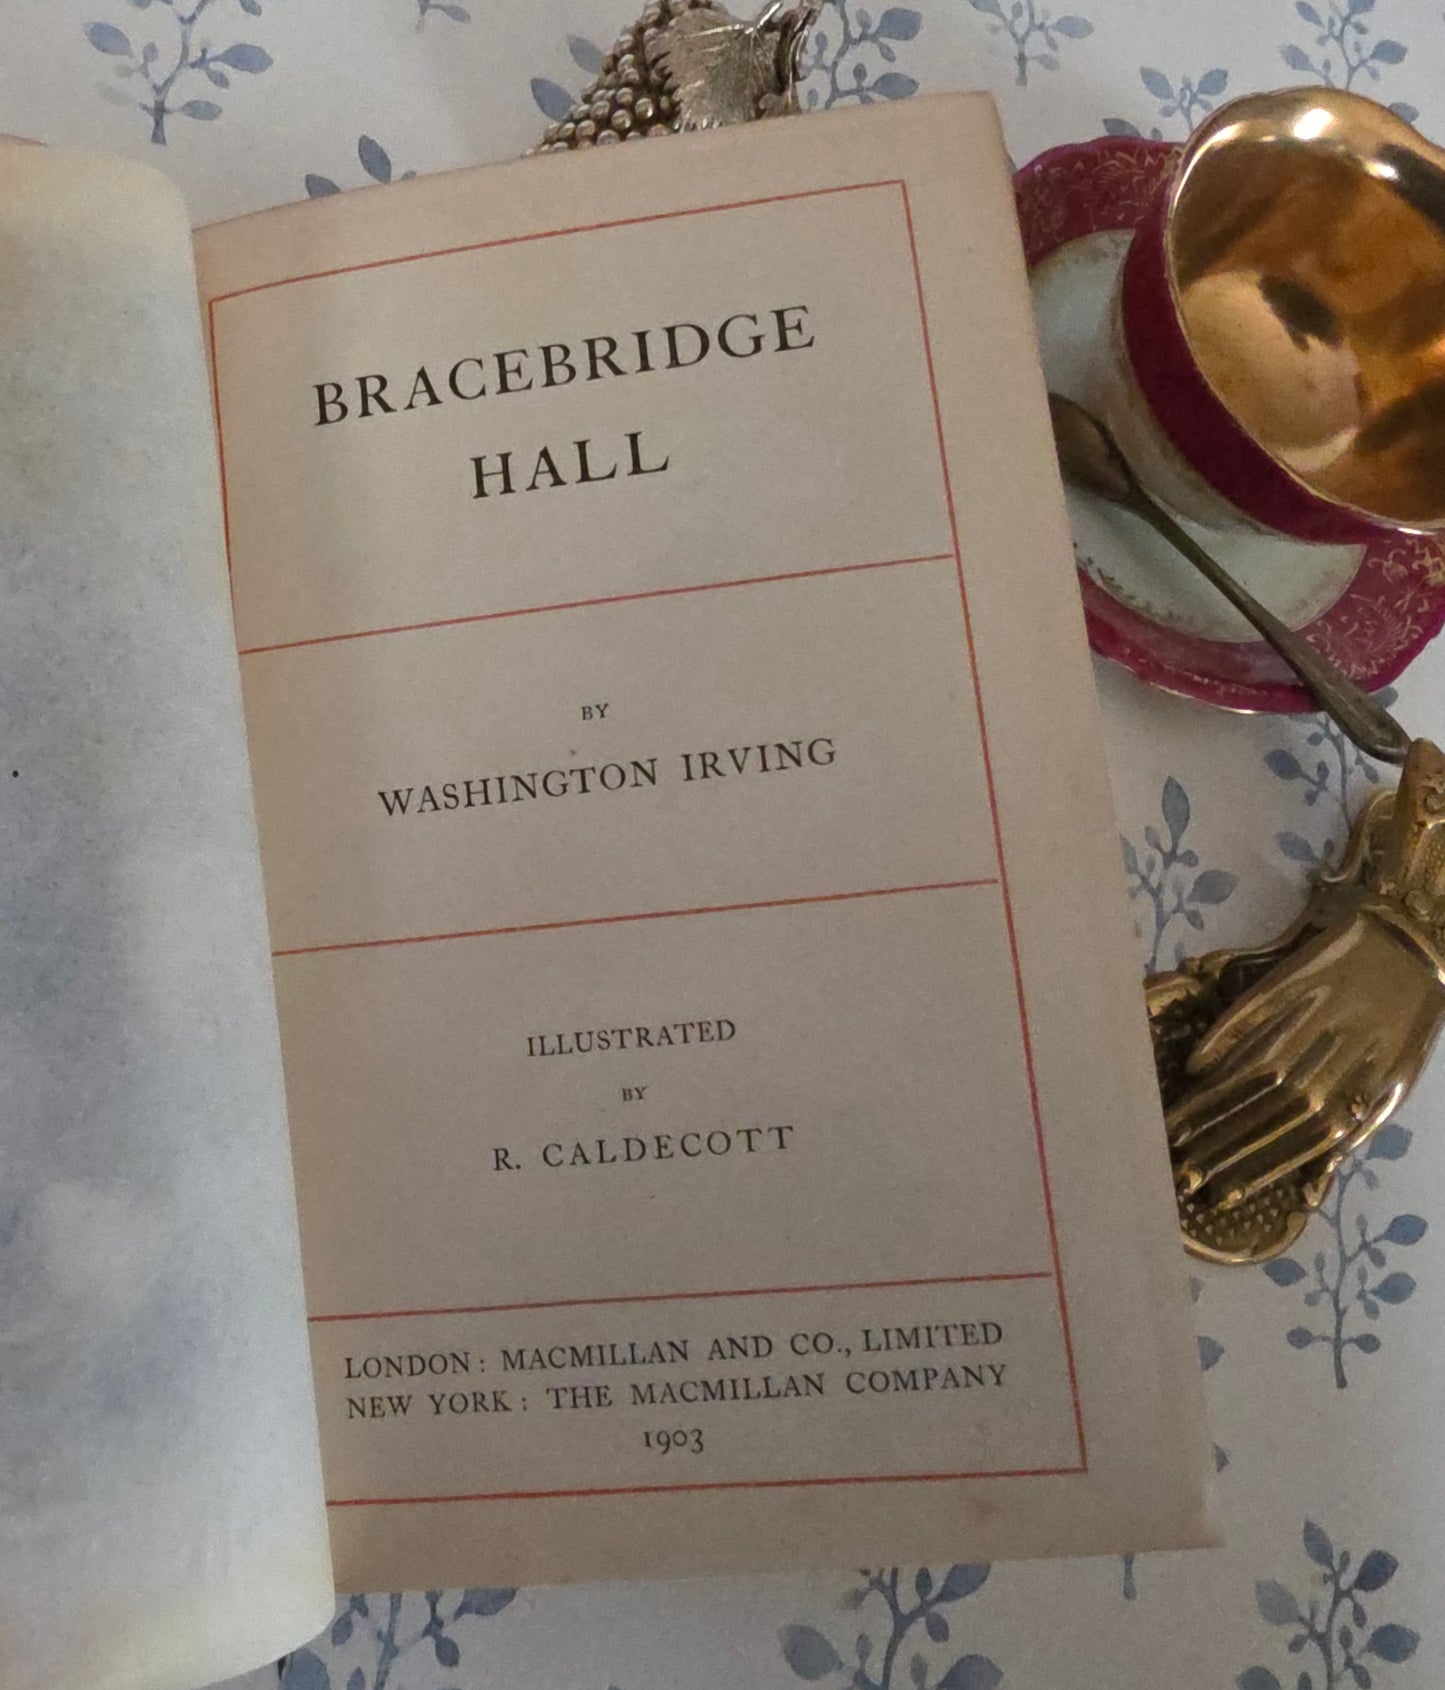 BRACEBRIDGE
HALL
BY
WASHINGTON IRVING
ILLUSTRATED
BY
R. CALDECOTT
LONDON: MACMILLAN AND CO., LIMITED
NEW YORK: THE MACMILLAN COMPANY
1903